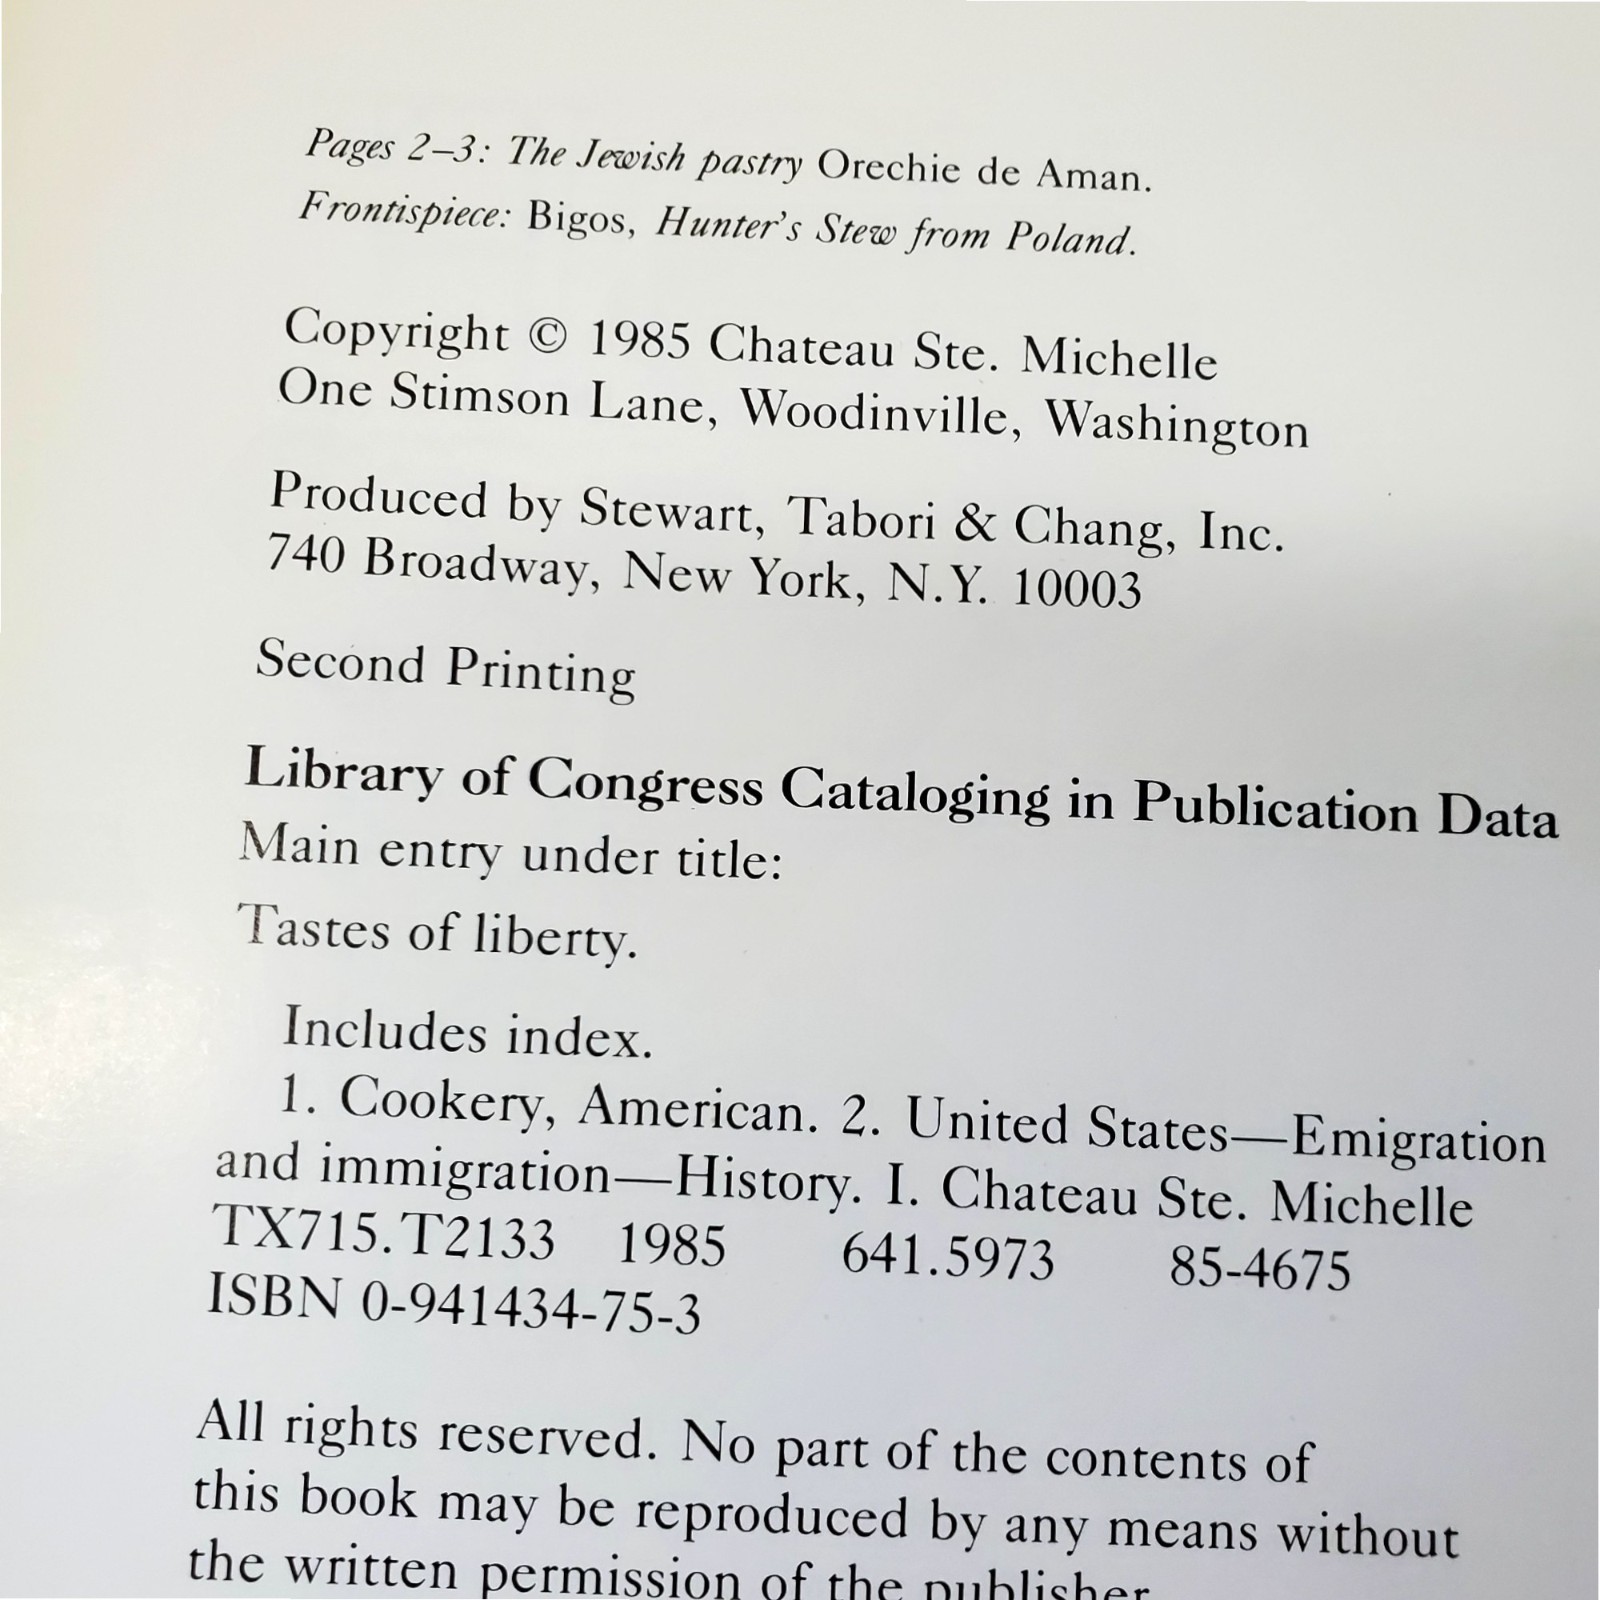 Pages 2–3: The Jewish pastry Orechie de Aman.
Frontispiece: Bigos, Hunter's Stew from Poland.
Copyright © 1985 Chateau Ste. Michelle
One Stimson Lane, Woodinville, Washington
Produced by Stewart, Tabori & Chang, Inc.
740 Broadway, New York, N.Y. 10003
Second Printing
Library of Congress Cataloging in Publication Data
Main entry under title:
Tastes of liberty.
Includes index.
1. Cookery, American. 2. United States—Emigration
and immigration—History. I. Chateau Ste. Michelle
TX715.T2133 1985 641.5973 85-4675
ISBN 0-941434-75-3
All rights reserved. No part of the contents of
this book may be reproduced by any means without
the written permission of the publisher